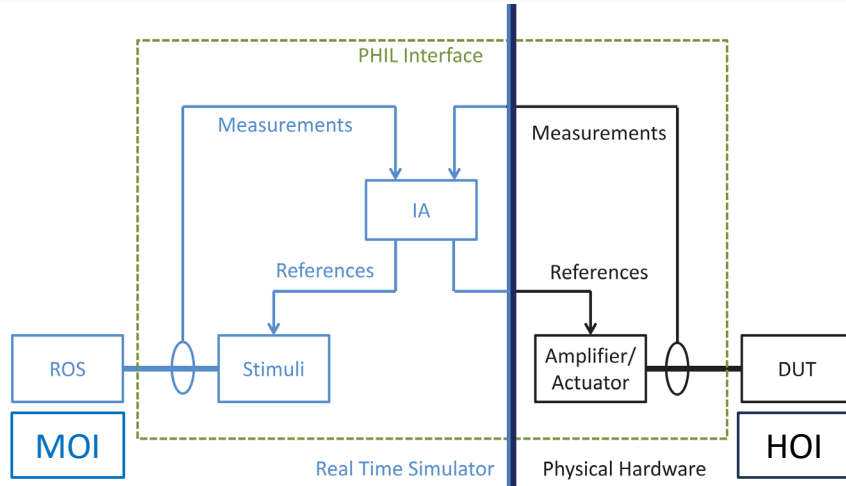 PHIL Interface
Measurements
Measurements
IA
References
References
ROS
Stimuli
Amplifier/
Actuator
DUT
MOI
HOI
Real Time Simulator
Physical Hardware